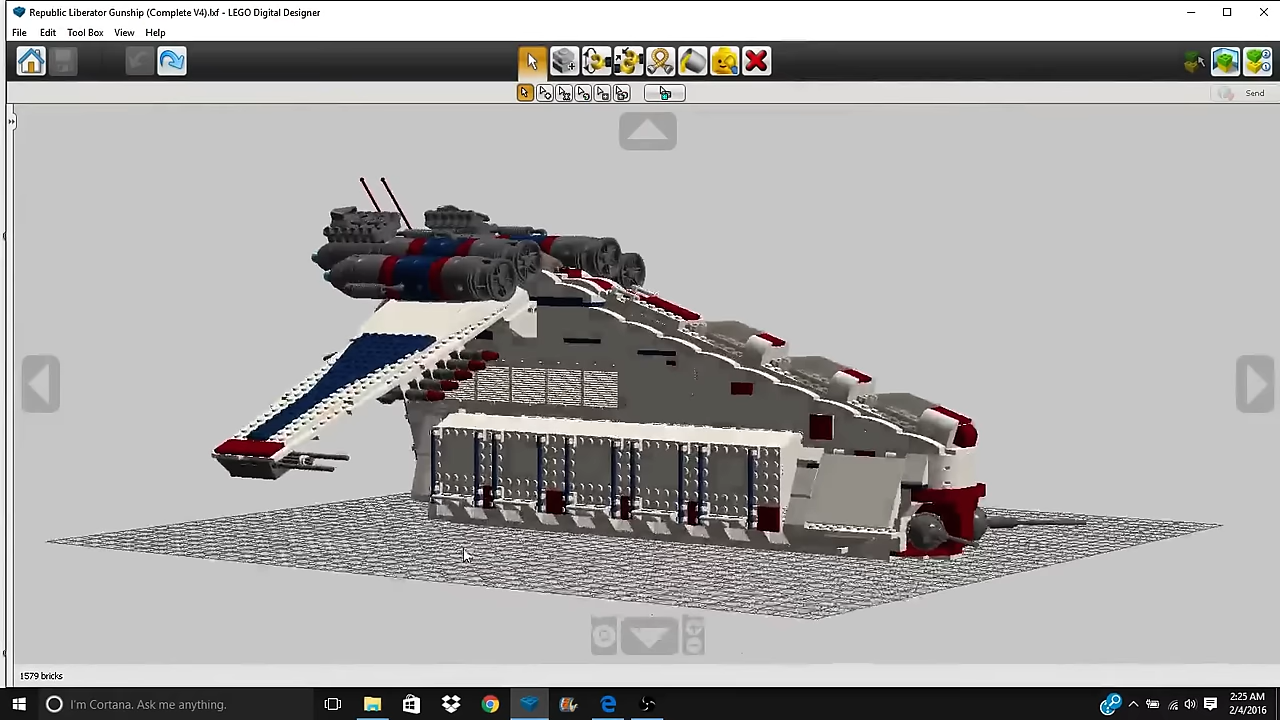 Republic Liberator Gunship (Complete V4).lxf - LEGO Digital Designer
File Edit Tool Box View Help
Send
1579 bricks
I'm Cortana. Ask me anything.
2:25 AM
2/4/2016